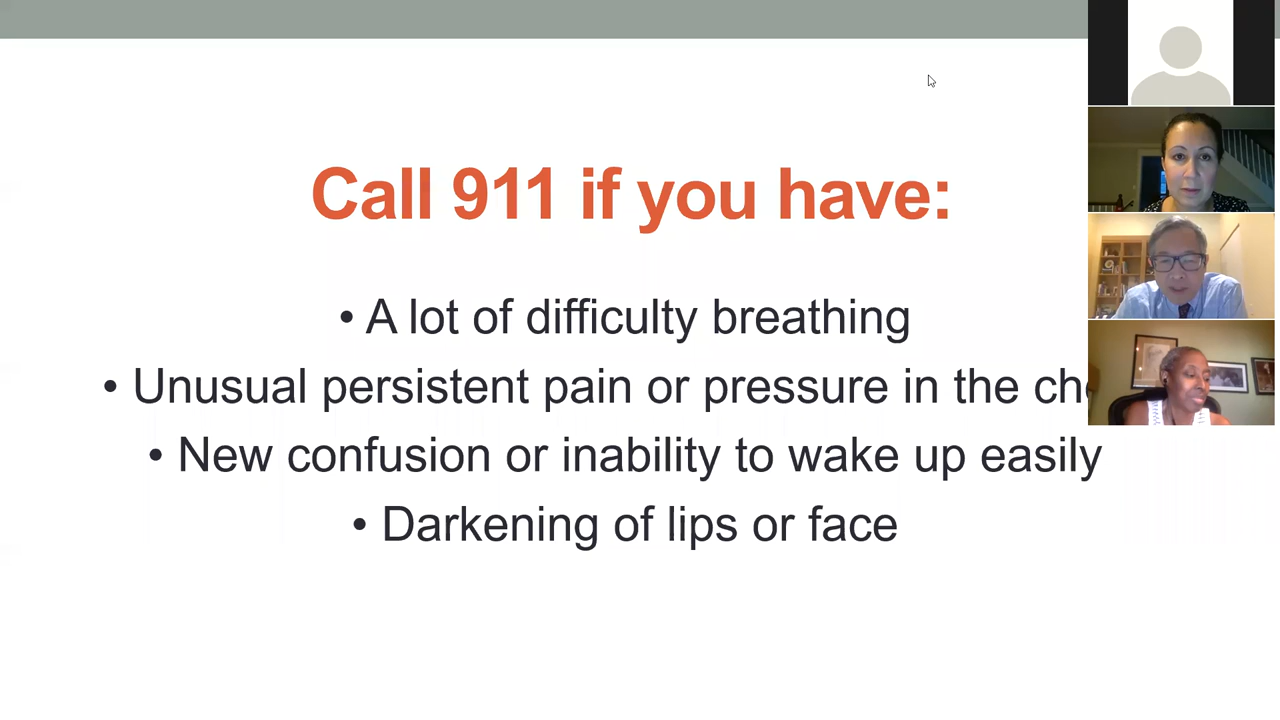 Call 911 if you have:
• A lot of difficulty breathing
• Unusual persistent pain or pressure in the
• New confusion or inability to wake up easily
• Darkening of lips or face